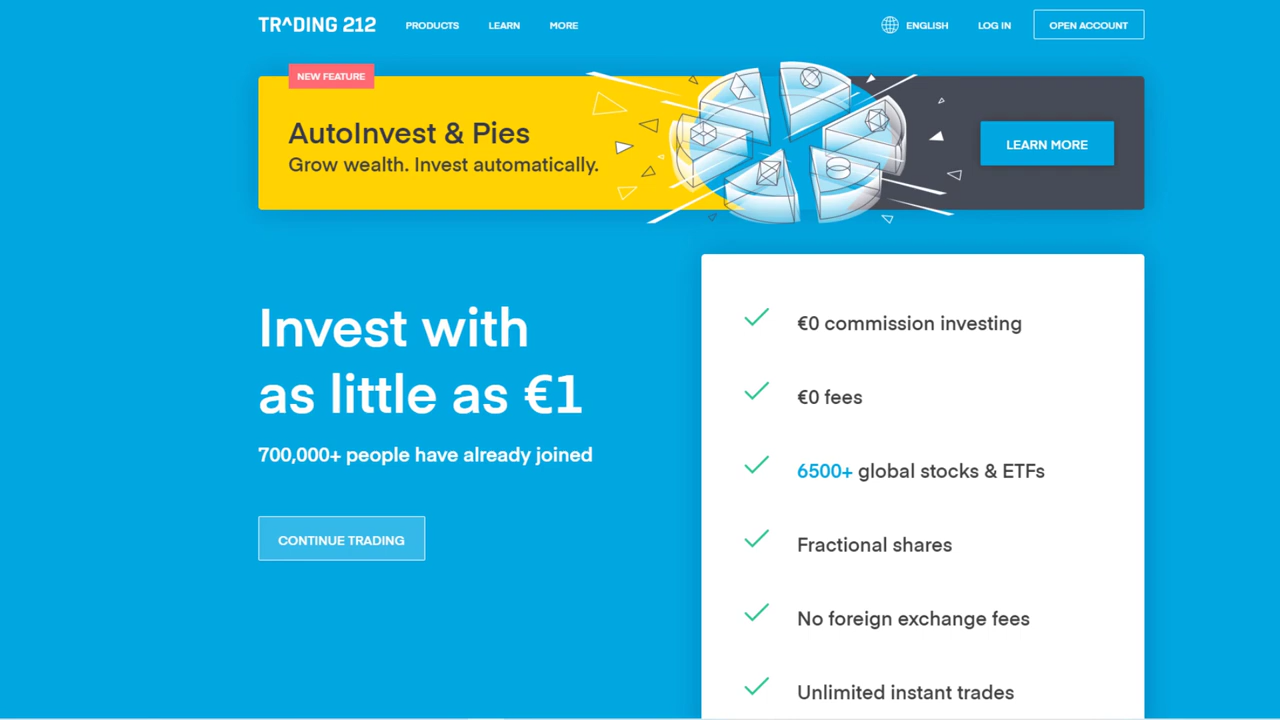 TRADING 212
PRODUCTS
LEARN
MORE
ENGLISH
LOG IN
OPEN ACCOUNT
NEW FEATURE
AutoInvest & Pies
Grow wealth. Invest automatically.
LEARN MORE
Invest with
as little as €1
700,000+ people have already joined
CONTINUE TRADING
€0 commission investing
€0 fees
6500+ global stocks & ETFs
Fractional shares
No foreign exchange fees
Unlimited instant trades